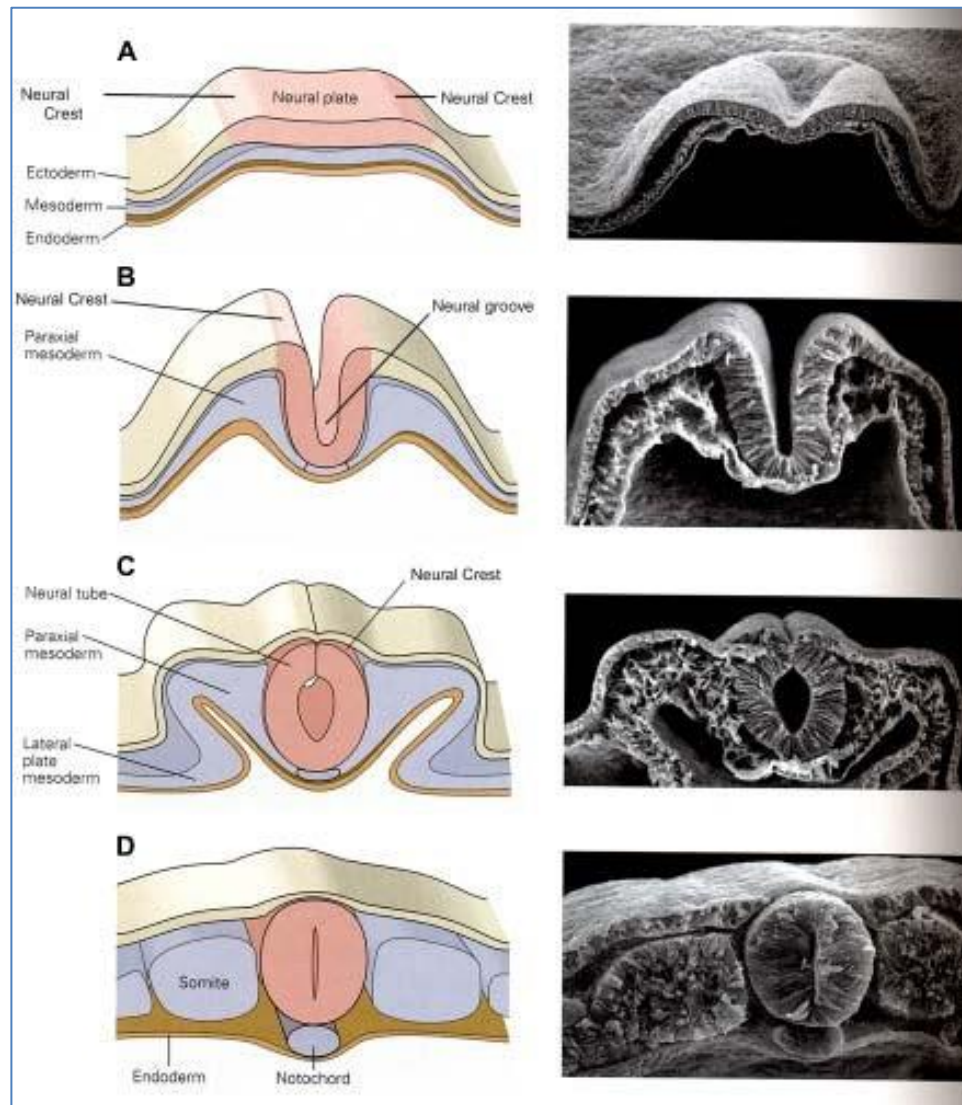 A
Neural
Crest
Neural plate
Neural Crest
Ectoderm
Mesoderm
Endoderm
B
Neural Crest
Neural groove
Paraxial
mesoderm
C
Neural Crest
Neural tube
Paraxial
mesoderm
Lateral
plate
mesoderm
D
Somite
Endoderm
Notochord